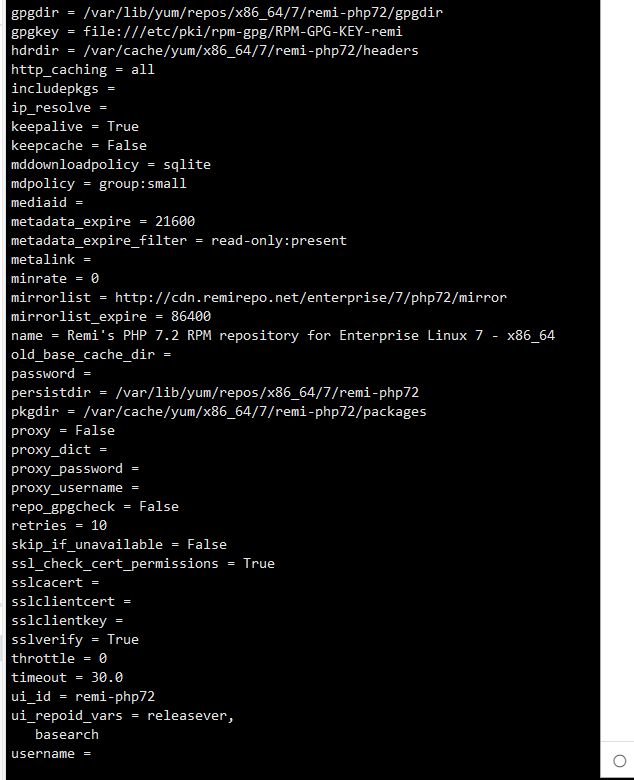 gpgdir = /var/lib/yum/repos/x86_64/7/remi-php72/gpgdir
gpgkey = file:///etc/pki/rpm-gpg/RPM-GPG-KEY-remi
hdrdir = /var/cache/yum/x86_64/7/remi-php72/headers
http_caching = all
includepkgs =
ip_resolve =
keepalive = True
keepcache = False
mddownloadpolicy = sqlite
mdpolicy = group:small
mediaid =
metadata_expire = 21600
metadata_expire_filter = read-only:present
metalink =
minrate = 0
mirrorlist = http://cdn.remirepo.net/enterprise/7/php72/mirror
mirrorlist_expire = 86400
name = Remi's PHP 7.2 RPM repository for Enterprise Linux 7 - x86_64
old_base_cache_dir =
password =
persistdir = /var/lib/yum/repos/x86_64/7/remi-php72
pkgdir = /var/cache/yum/x86_64/7/remi-php72/packages
proxy = False
proxy_dict =
proxy_password =
proxy_username =
repo_gpgcheck = False
retries = 10
skip_if_unavailable = False
ssl_check_cert_permissions = True
sslcacert =
sslclientcert =
sslclientkey =
sslverify = True
throttle = 0
timeout = 30.0
ui_id = remi-php72
ui_repoid_vars = releasever,
   basearch
username =